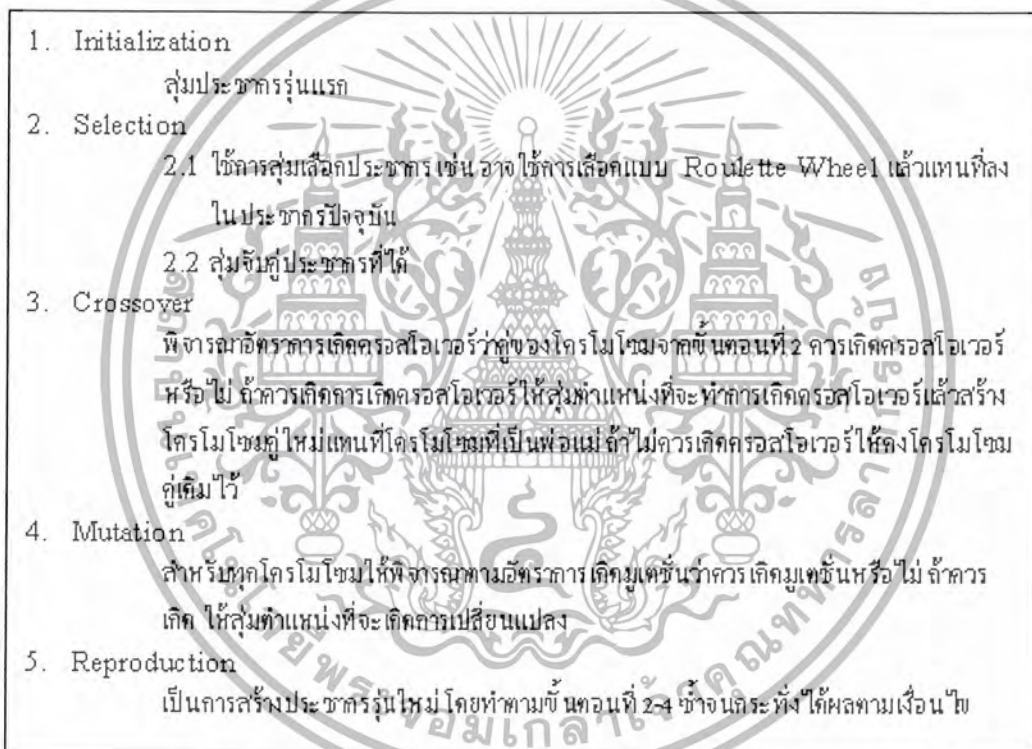 1. Initialization
สุ่มประชากรรุ่นแรก
2. Selection
2.1 ใช้การสุ่มเลือกประชากร เช่น อาจใช้การเลือกแบบ Roulette Wheel แล้วแทนที่ลง
ในประชากรปัจจุบัน
2.2 สุ่มจับคู่ประชากรที่ได้
3. Crossover
พิจารณาอัตราการเกิดครอสโอเวอร์ว่าคู่ของโครโมโซมจากขั้นตอนที่ 2 ควรเกิดครอสโอเวอร์
หรือไม่ ถ้าควรเกิดการเกิดครอสโอเวอร์ให้สุ่มตำแหน่งที่จะทำการเกิดครอสโอเวอร์แล้วสร้าง
โครโมโซมคู่ใหม่แทนที่โครโมโซมที่เป็นพ่อแม่ ถ้าไม่ควรเกิดครอสโอเวอร์ให้คงโครโมโซม
คู่เดิมไว้
4. Mutation
สำหรับทุกโครโมโซมให้พิจารณาตามอัตราการเกิดมูเตชั่นว่าควรเกิดมูเตชั่นหรือไม่ ถ้าควร
เกิด ให้สุ่มตำแหน่งที่จะเกิดการเปลี่ยนแปลง
5. Reproduction
เป็นการสร้างประชากรรุ่นใหม่ โดยทำตามขั้นตอนที่ 2-4 ซ้ำจนกระทั่งได้ผลตามเงื่อนไข